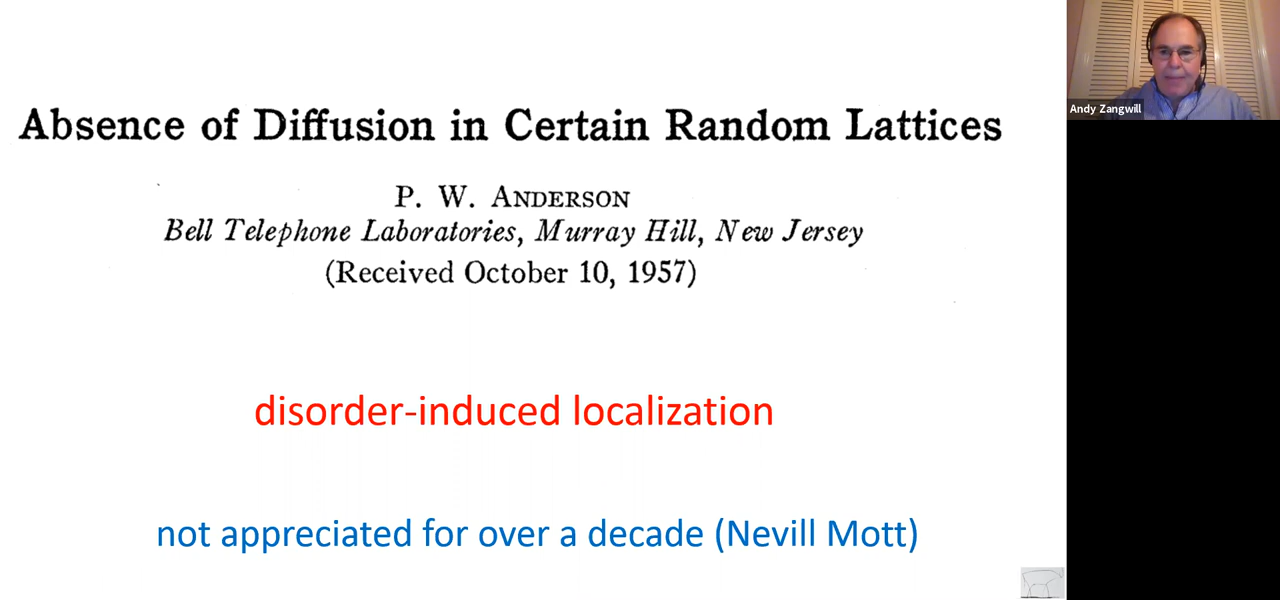 Absence of Diffusion in Certain Random Lattices
P. W. ANDERSON
Bell Telephone Laboratories, Murray Hill, New Jersey
(Received October 10, 1957)
disorder-induced localization
not appreciated for over a decade (Nevill Mott)
Andy Zangwill